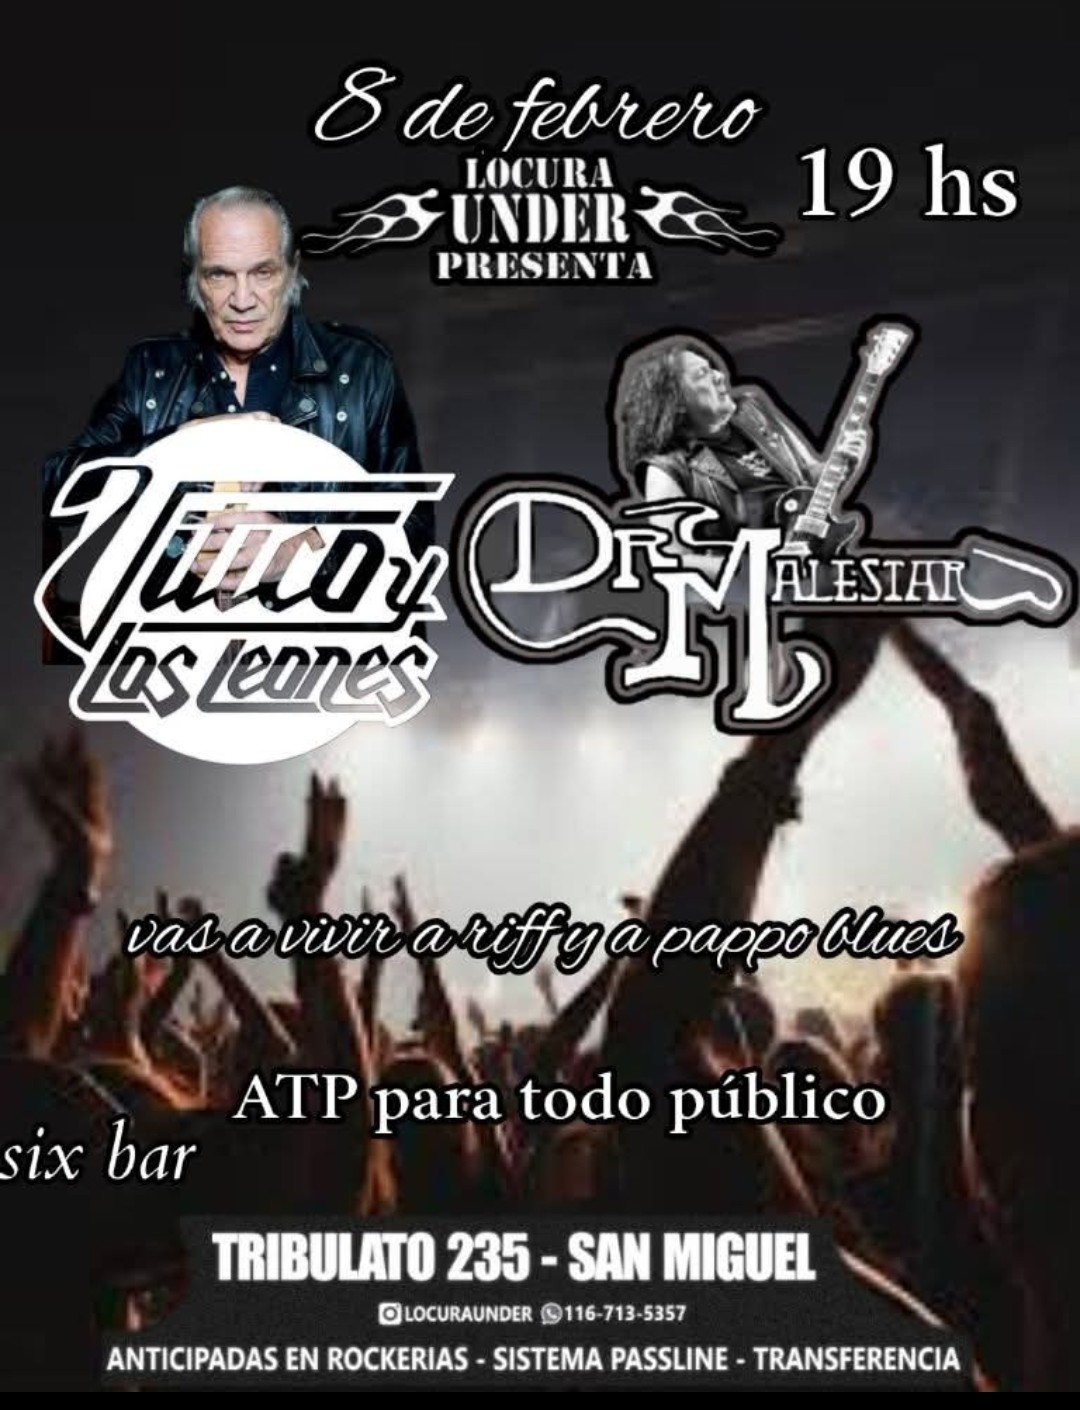 8 de febrero
19 hs
LOCURA
UNDER
PRESENTA
Vitico y
Los Leones
DR MALESTAR
vas a vivir a riff y a pappo blues
ATP para todo público
six bar
TRIBULATO 235 - SAN MIGUEL
LOCURAUNDER 116-713-5357
ANTICIPADAS EN ROCKERIAS - SISTEMA PASSLINE - TRANSFERENCIA